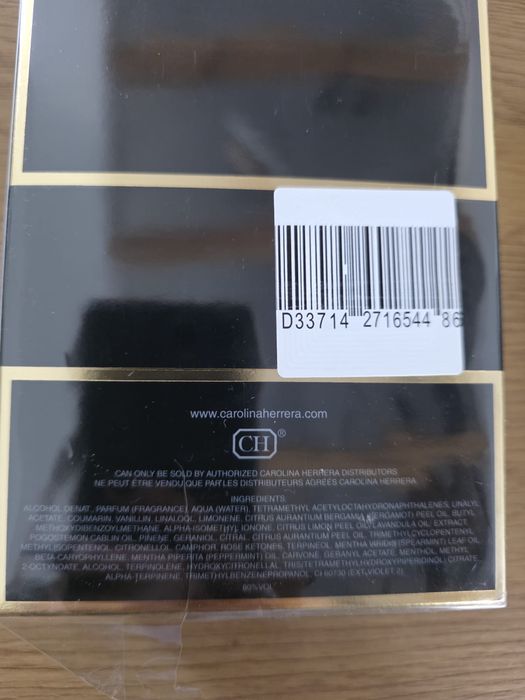 D33714 2716544 86
www.carolinaherrera.com
CH®
CAN ONLY BE SOLD BY AUTHORIZED CAROLINA HERRERA DISTRIBUTORS
NE PEUT ÊTRE VENDU QUE PAR LES DISTRIBUTEURS AGRÉÉS CAROLINA HERRERA
INGREDIENTS:
ALCOHOL DENAT., PARFUM (FRAGRANCE), AQUA (WATER), TETRAMETHYL ACETYLOCTAHYDRONAPHTHALENES, LINALYL
ACETATE, COUMARIN, VANILLIN, LINALOOL, LIMONENE, CITRUS AURANTIUM BERGAMIA (BERGAMOT) PEEL OIL, BUTYL
METHOXYDIBENZOYLMETHANE, ALPHA-ISOMETHYL IONONE, CITRUS LIMON PEEL OIL, LAVANDULA OIL/ EXTRACT,
POGOSTEMON CABLIN OIL, PINENE, GERANIOL, CITRAL, CITRUS AURANTIUM PEEL OIL, TRIMETHYLCYCLOPENTENYL
METHYLISOPENTENOL, CITRONELLOL, CAMPHOR, ROSE KETONES, TERPINEOL, MENTHA VIRIDIS (SPEARMINT) LEAF OIL,
BETA-CARYOPHYLLENE, MENTHA PIPERITA (PEPPERMINT) OIL, CARVONE, GERANYL ACETATE, MENTHOL, METHYL
2-OCTYNOATE, ALCOHOL, TERPINOLENE, HYDROXYCITRONELLAL, TRIS(TETRAMETHYLHYDROXYPIPERIDINOL) CITRATE,
ALPHA-TERPINENE, TRIMETHYLBENZENEPROPANOL, CI 60730 (EXT. VIOLET 2).
80%VOL